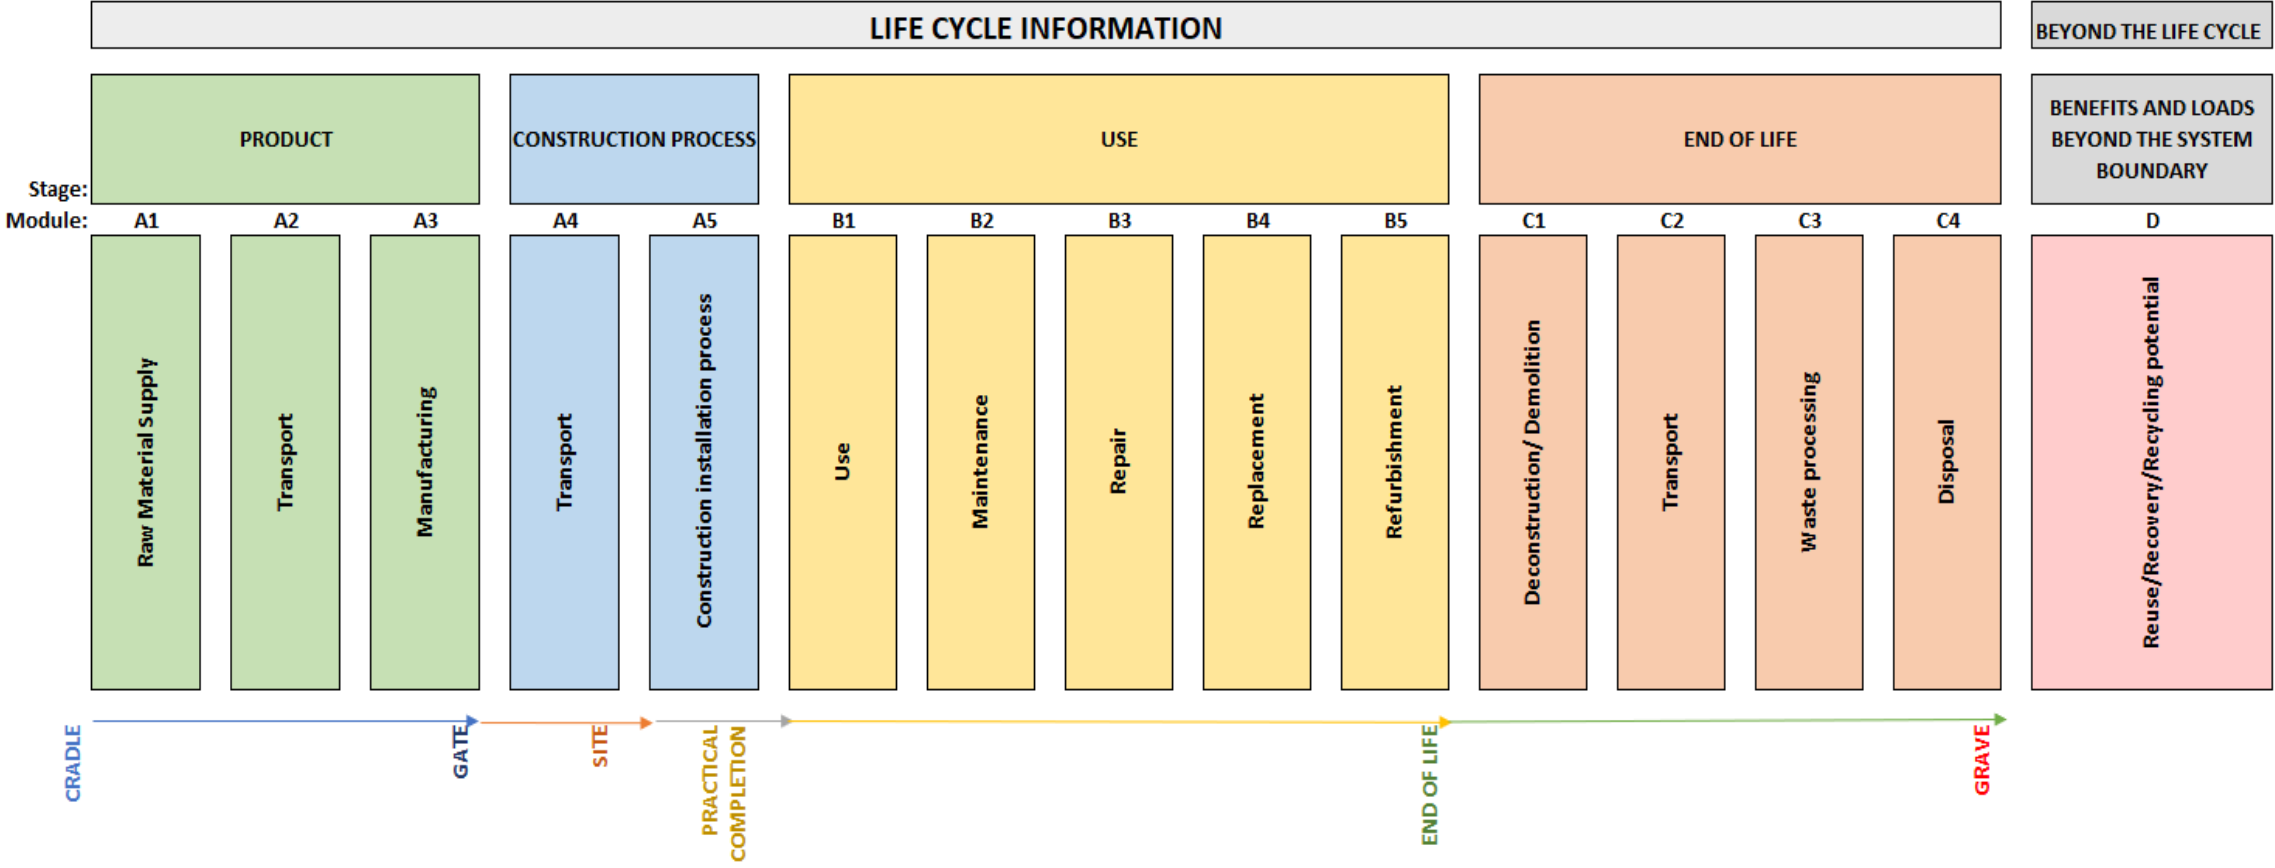 LIFE CYCLE INFORMATION
BEYOND THE LIFE CYCLE
PRODUCT
CONSTRUCTION PROCESS
USE
END OF LIFE
BENEFITS AND LOADS
BEYOND THE SYSTEM
BOUNDARY
Stage:
Module:
A1
A2
A3
A4
A5
B1
B2
B3
B4
B5
C1
C2
C3
C4
D
Raw Material Supply
Transport
Manufacturing
Transport
Construction installation process
Use
Maintenance
Repair
Replacement
Refurbishment
Deconstruction/ Demolition
Transport
Waste processing
Disposal
Reuse/Recovery/Recycling potential
CRADLE
GATE
SITE
PRACTICAL
COMPLETION
END OF LIFE
GRAVE